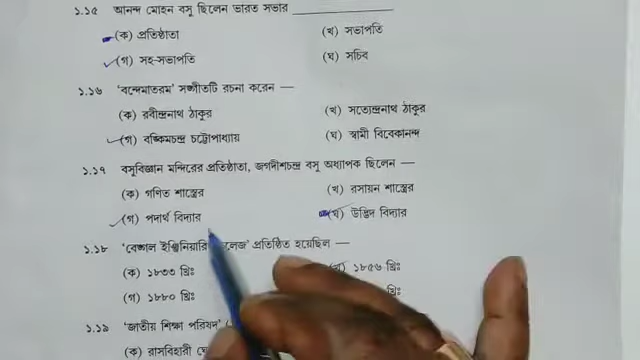 ১.১৫ আনন্দ মোহন বসু ছিলেন ভারত সভার ____________
(ক) প্রতিষ্ঠাতা (খ) সভাপতি
(গ) সহ-সভাপতি (ঘ) সচিব
১.১৬ ‘বন্দেমাতরম’ সঙ্গীতটি রচনা করেন —
(ক) রবীন্দ্রনাথ ঠাকুর (খ) সত্যেন্দ্রনাথ ঠাকুর
(গ) বঙ্কিমচন্দ্র চট্টোপাধ্যায় (ঘ) স্বামী বিবেকানন্দ
১.১৭ বসুবিজ্ঞান মন্দিরের প্রতিষ্ঠাতা, জগদীশচন্দ্র বসু অধ্যাপক ছিলেন —
(ক) গণিত শাস্ত্রের (খ) রসায়ন শাস্ত্রের
(গ) পদার্থ বিদ্যার (ঘ) উদ্ভিদ বিদ্যার
১.১৮ ‘বেঙ্গল প্রতিষ্ঠিত হয়েছিল —
(ক) ১৮৩৩ খ্রিঃ (খ) ১৮৫৬ খ্রিঃ
(গ) ১৮৮০ খ্রিঃ খ্রিঃ
১.১৯ ‘জাতীয় শিক্ষা পরিষদ’
(ক) রাসবিহারী